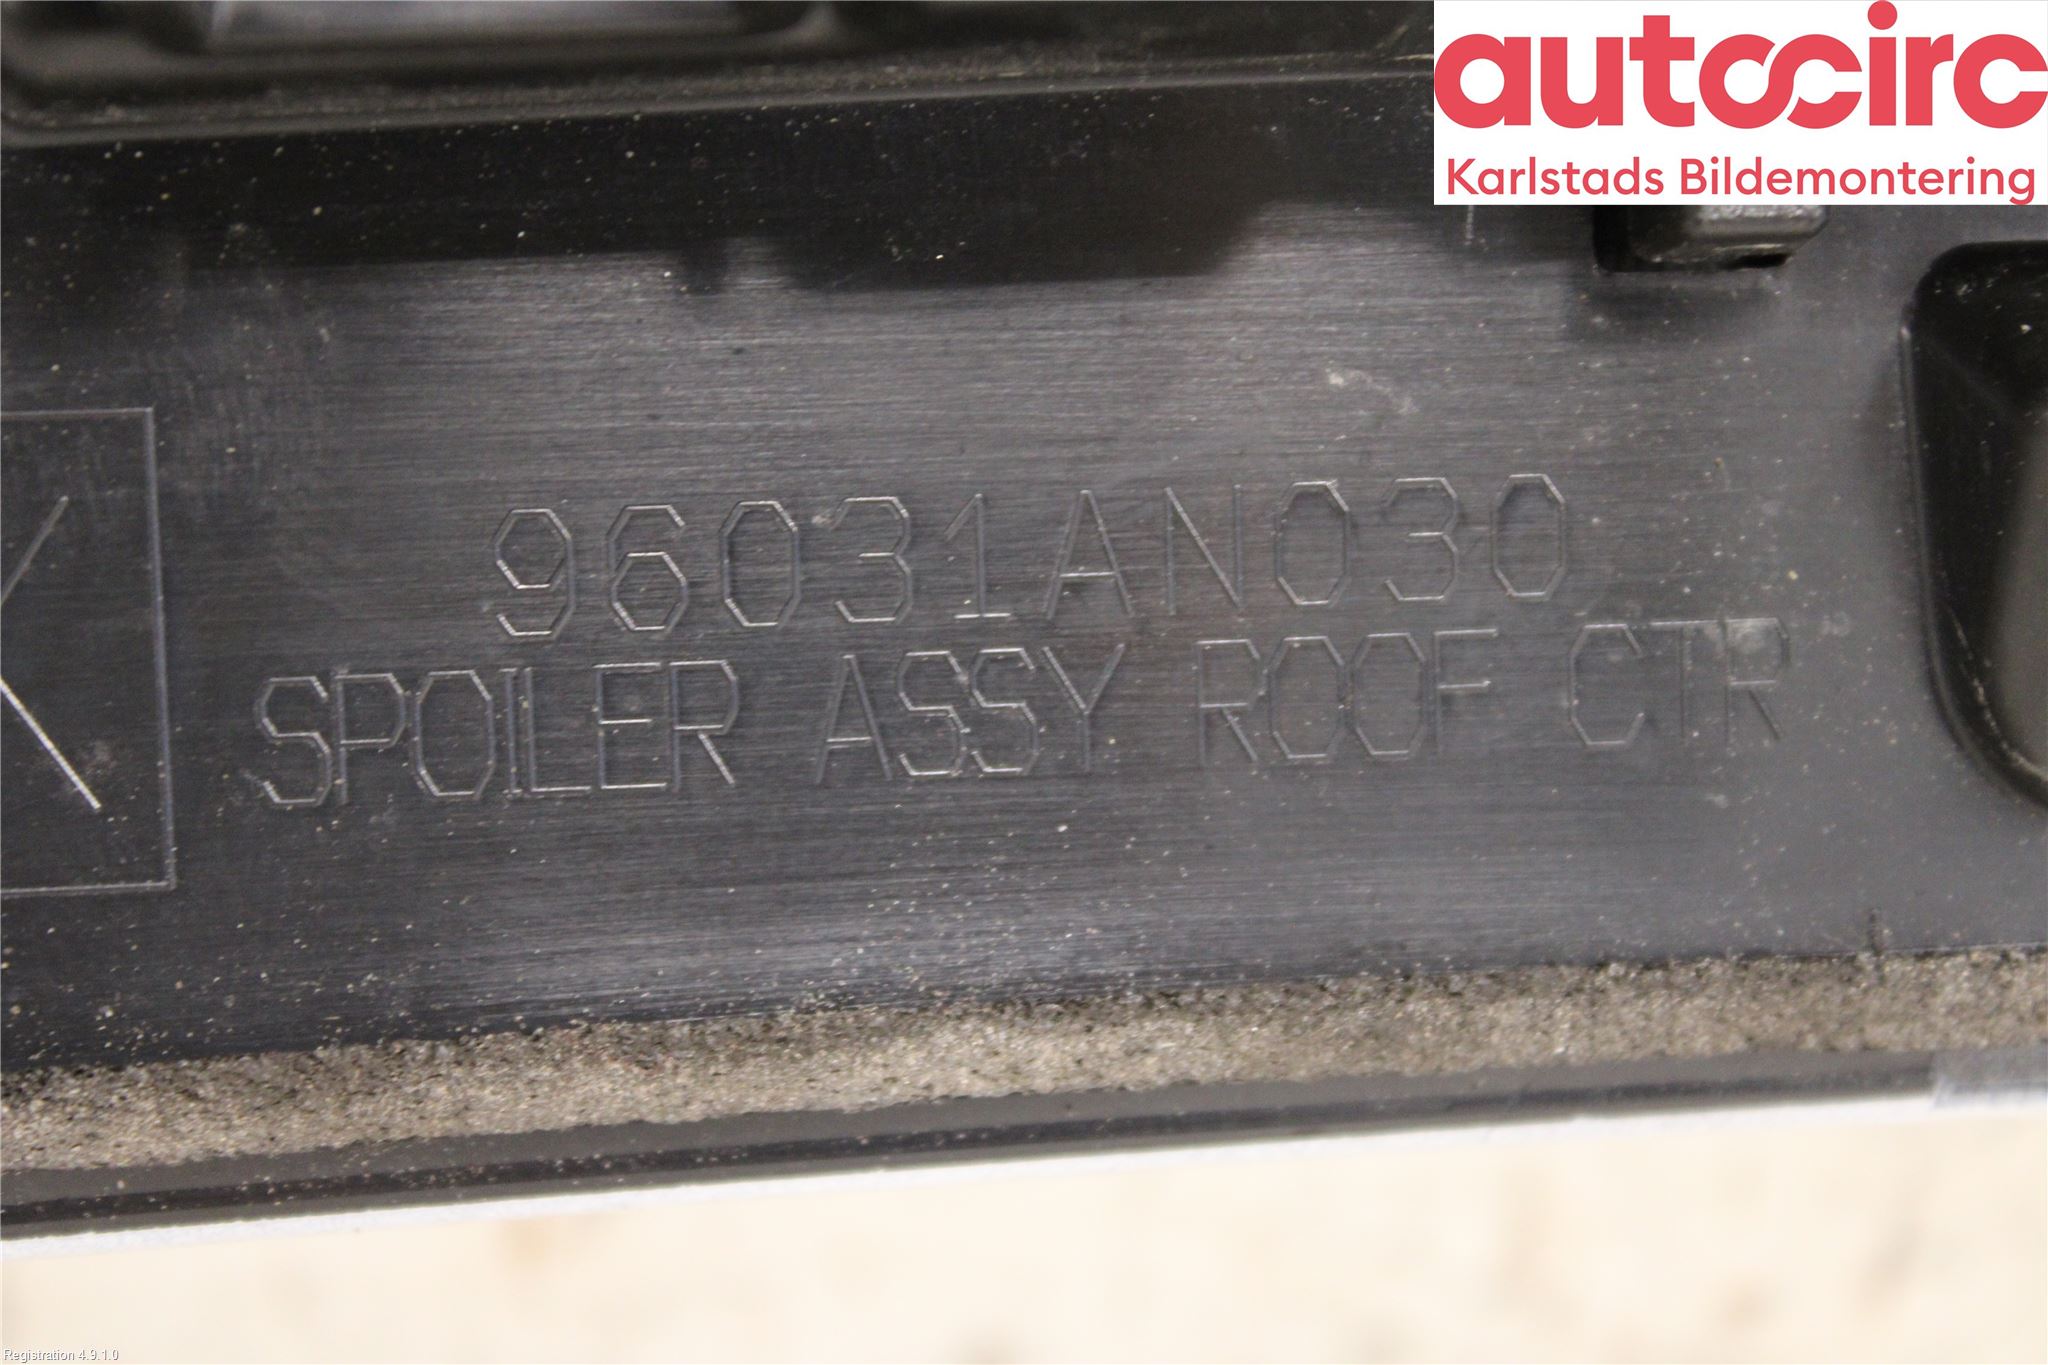 autocirc
Karlstads Bildemontering
96031AN030
SPOILER ASSY ROOF CTR
Registration 4.9.1.0